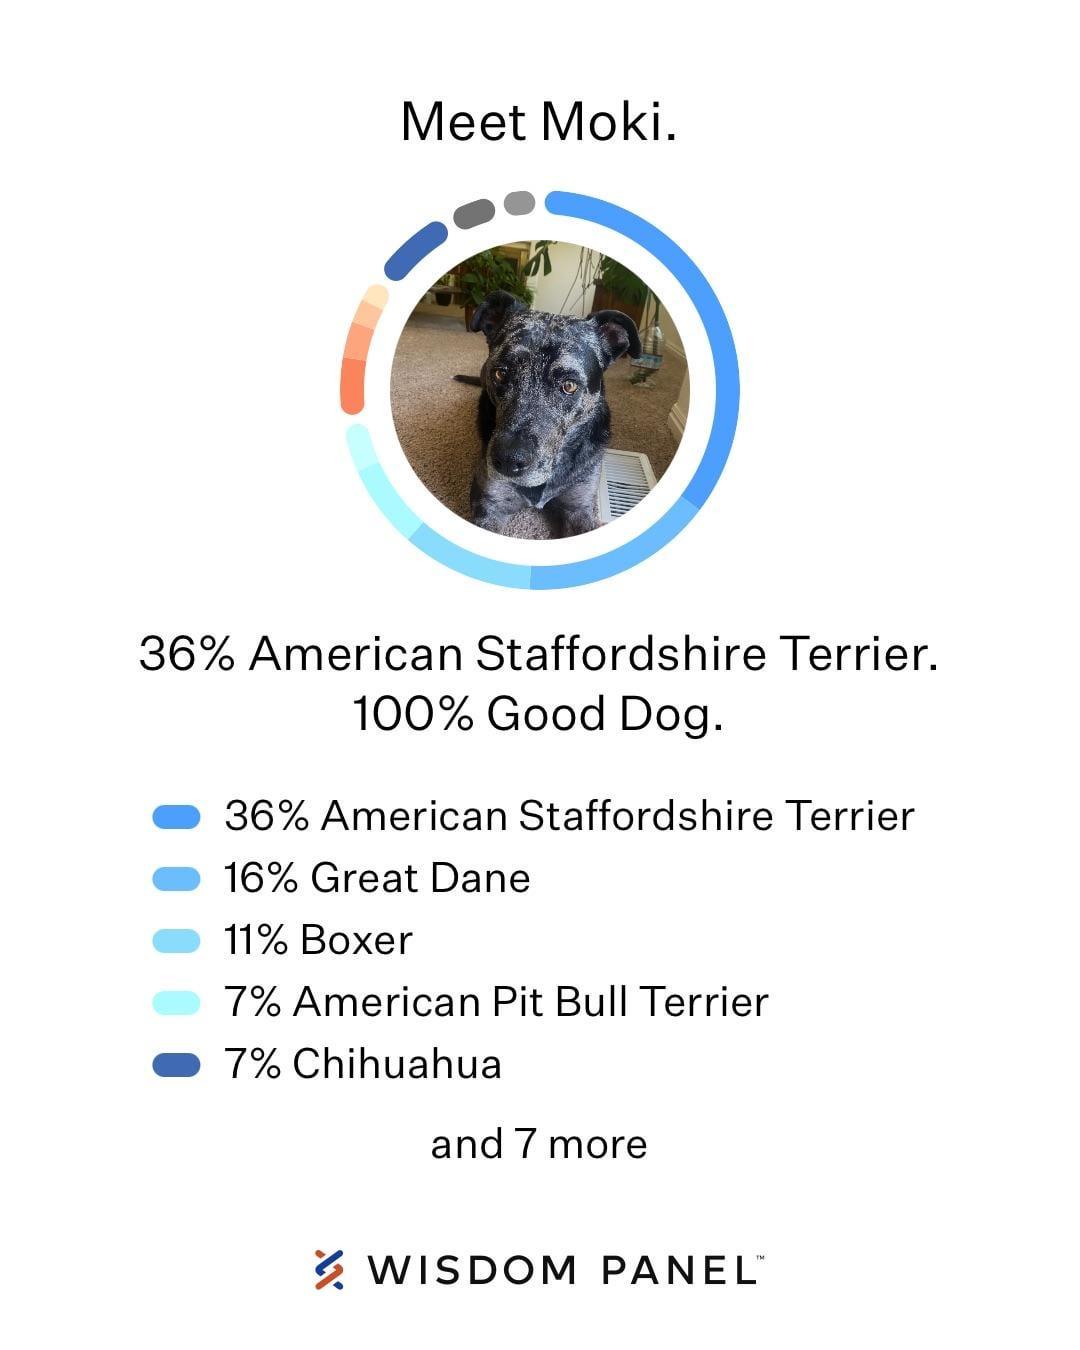 Meet Moki.
36% American Staffordshire Terrier.
100% Good Dog.
36% American Staffordshire Terrier
16% Great Dane
11% Boxer
7% American Pit Bull Terrier
7% Chihuahua
and 7 more
WISDOM PANEL™